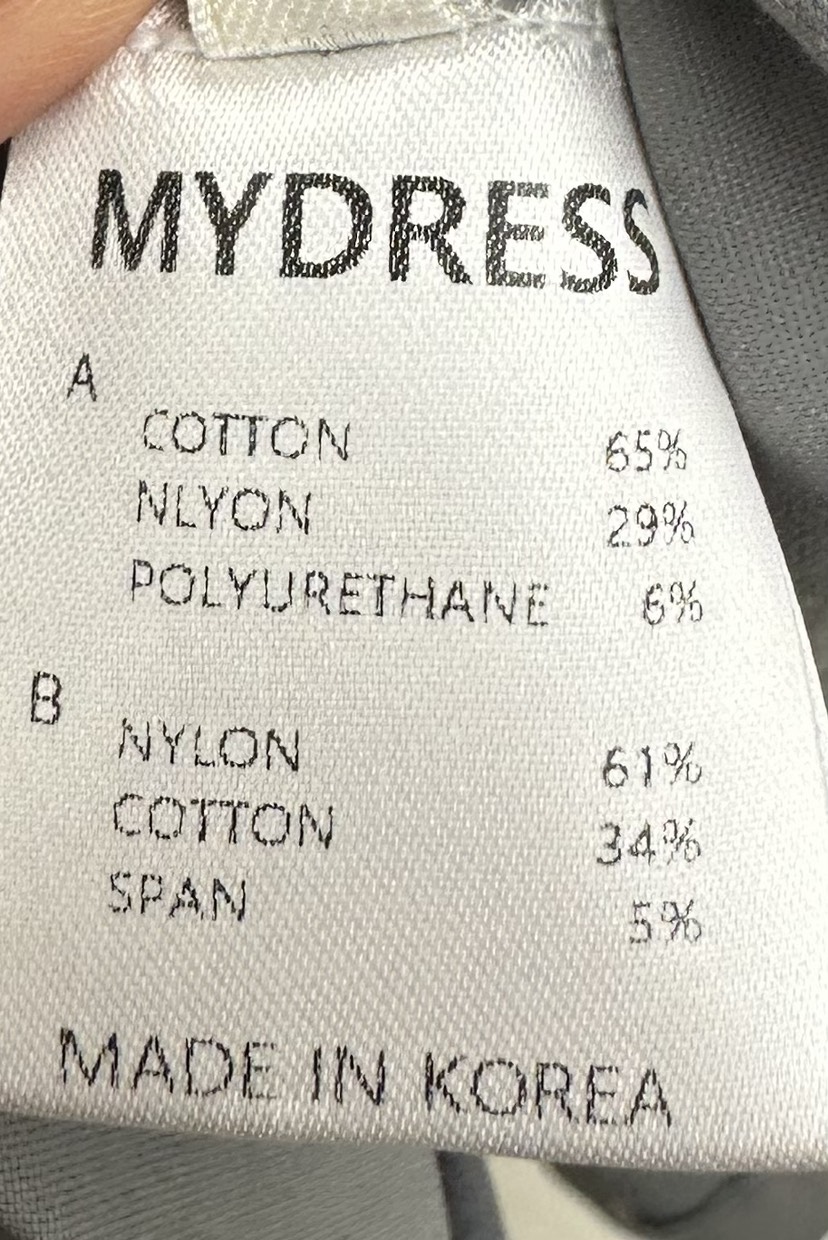 MYDRESS
A
COTTON 65%
NLYON 29%
POLYURETHANE 6%
B
NYLON 61%
COTTON 34%
SPAN 5%
MADE IN KOREA